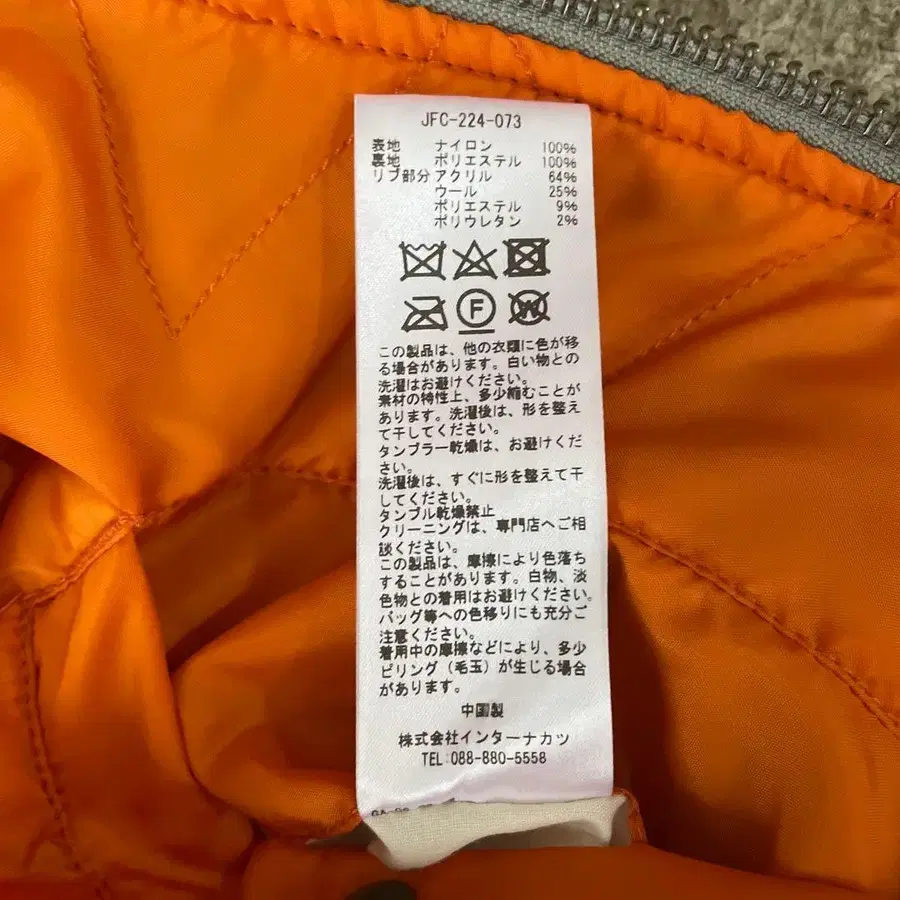 JFC-224-073
表地 ナイロン 100%
裏地 ポリエステル 100%
リブ部分 アクリル 64%
ウール 25%
ポリエステル 9%
ポリウレタン 2%
F W
この製品は、他の衣類に色が移
る場合があります。白い物との
洗濯はお避けください。
素材の特性上、多少縮むことが
あります。洗濯後は、形を整え
て干してください。
タンブラー乾燥は、お避けくだ
さい。
洗濯後は、すぐに形を整えて干
してください。
タンブル乾燥禁止
クリーニングは、専門店へご相
談ください。
この製品は、摩擦により色落ち
することがあります。白物、淡
色物との着用はお避けください。
バッグ等への色移りにも充分ご
注意ください。
着用中の摩擦などにより、多少
ピリング（毛玉）が生じる場合
があります。
中国製
株式会社インターナカツ
TEL:088-880-5558